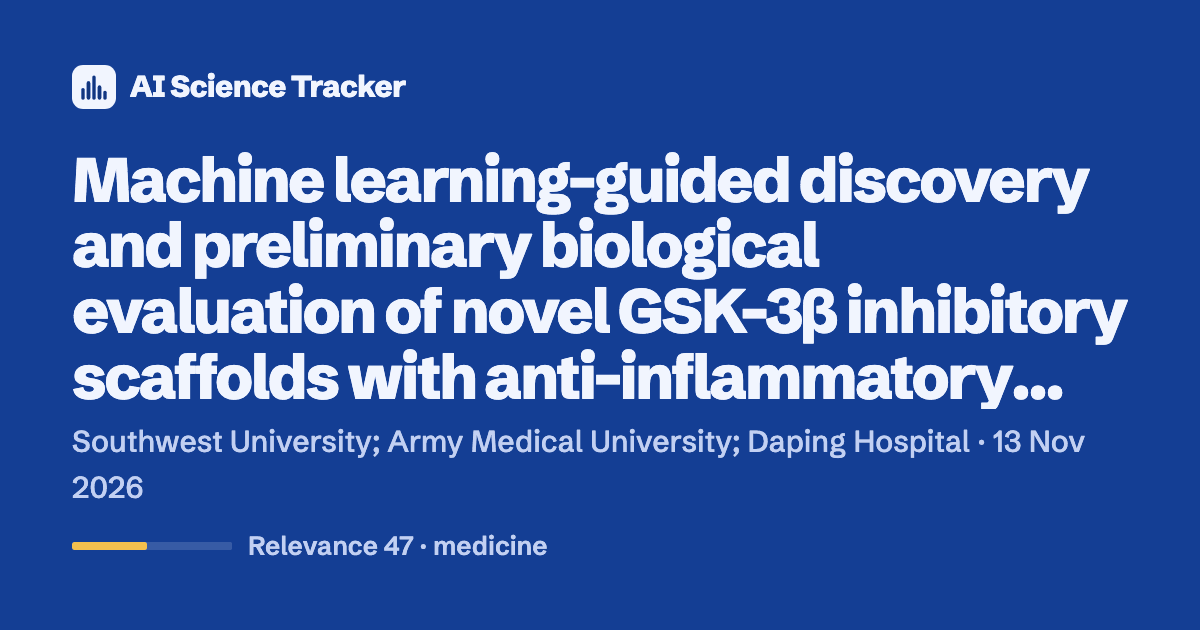 AI Science Tracker
Machine learning-guided discovery
and preliminary biological
evaluation of novel GSK-3β inhibitory
scaffolds with anti-inflammatory...
Southwest University; Army Medical University; Daping Hospital · 13 Nov
2026
Relevance 47 · medicine